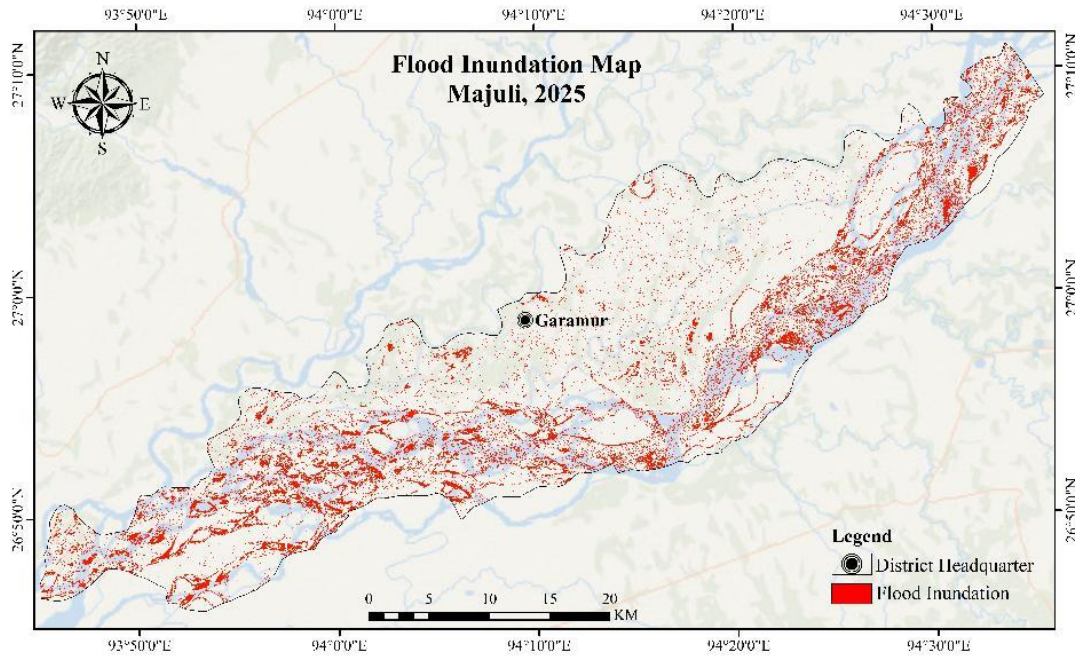 93°50'0"E 94°0'0"E 94°10'0"E 94°20'0"E 94°30'0"E
Flood Inundation Map
Majuli, 2025
N
W E
S
27°10'0"N 27°10'0"N
27°0'0"N 27°0'0"N
Garamur
26°50'0"N 26°50'0"N
Legend
District Headquarter
Flood Inundation
0 5 10 15 20
KM
93°50'0"E 94°0'0"E 94°10'0"E 94°20'0"E 94°30'0"E